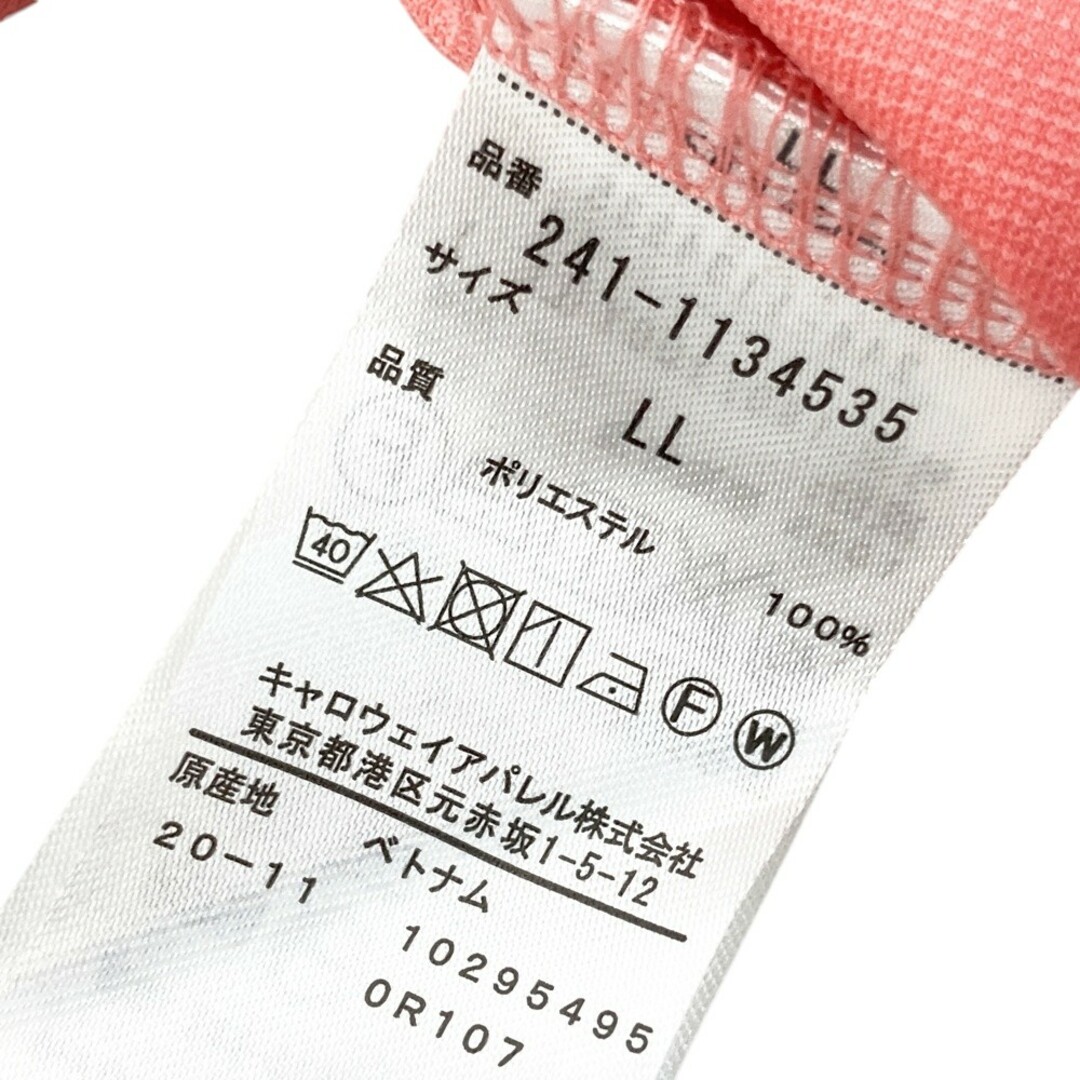 品番
241-1134535
サイズ
LL
品質
ポリエステル
100%
40
F W
キャロウェイアパレル株式会社
東京都港区元赤坂1-5-12
原産地
ベトナム
20-11
10295495
0R107
LL